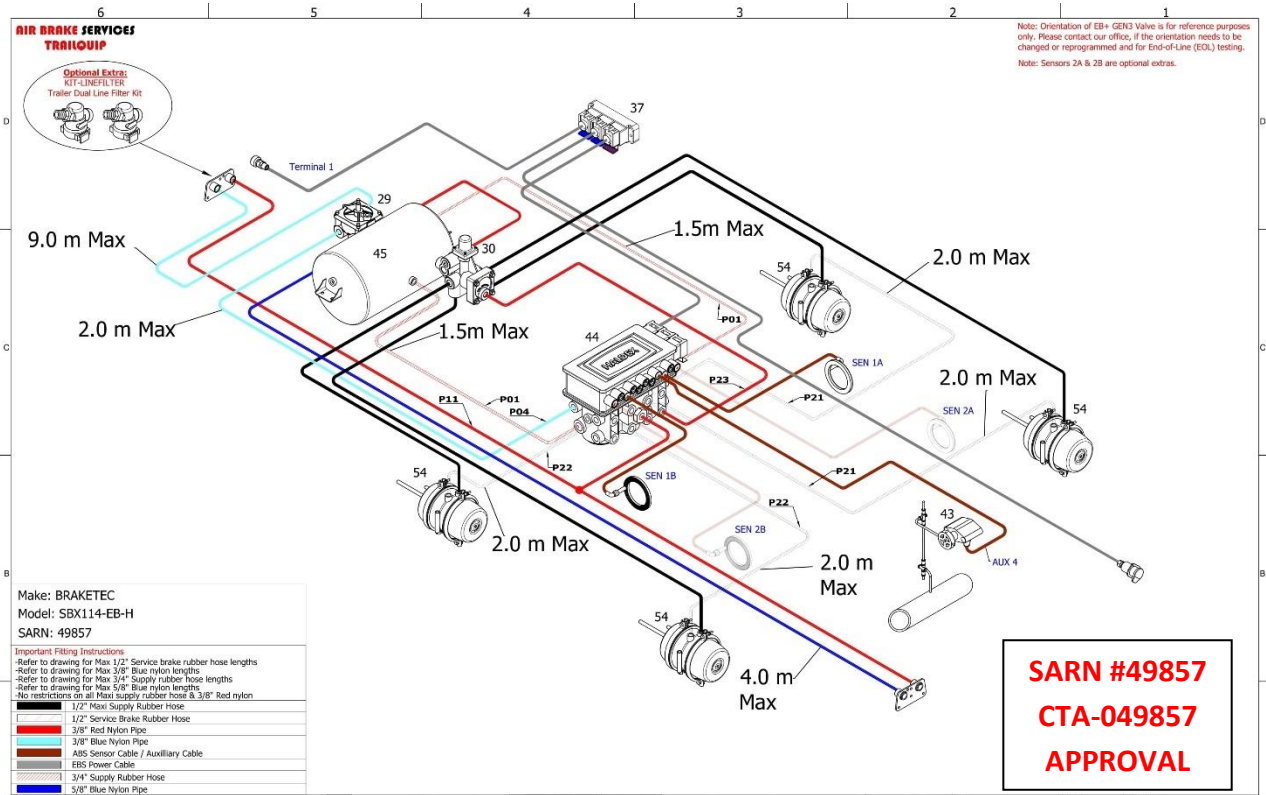 6 5 4 3 2 1
AIR BRAKE SERVICES
TRAILQUIP
Note: Orientation of EB+ GEN3 Valve is for reference purposes
only. Please contact our office, if the orientation needs to be
changed or reprogrammed and for End-of-Line (EOL) testing.
Note: Sensors 2A & 2B are optional extras.
Optional Extra:
KIT-LINEFILTER
Trailer Dual Line Filter Kit
D
D
37
Terminal 1
29
9.0 m Max
30
45
1.5m Max
54
2.0 m Max
2.0 m Max
1.5m Max
P01
C
C
44
HALDEX
SEN 1A
P23
2.0 m Max
P21
54
P11
P01
P04
SEN 2A
P22
54
SEN 1B
P21
P22
43
SEN 2B
2.0 m Max
AUX 4
2.0 m
Max
B
B
54
4.0 m
Max
Make: BRAKETEC
Model: SBX114-EB-H
SARN: 49857
Important Fitting Instructions
-Refer to drawing for Max 1/2" Service brake rubber hose lengths
-Refer to drawing for Max 3/8" Blue nylon lengths
-Refer to drawing for Max 3/4" Supply rubber hose lengths
-Refer to drawing for Max 5/8" Blue nylon lengths
-No restrictions on all Maxi supply rubber hose & 3/8" Red nylon
1/2" Maxi Supply Rubber Hose
1/2" Service Brake Rubber Hose
3/8" Red Nylon Pipe
3/8" Blue Nylon Pipe
ABS Sensor Cable / Auxilliary Cable
EBS Power Cable
3/4" Supply Rubber Hose
5/8" Blue Nylon Pipe
SARN #49857
CTA-049857
APPROVAL